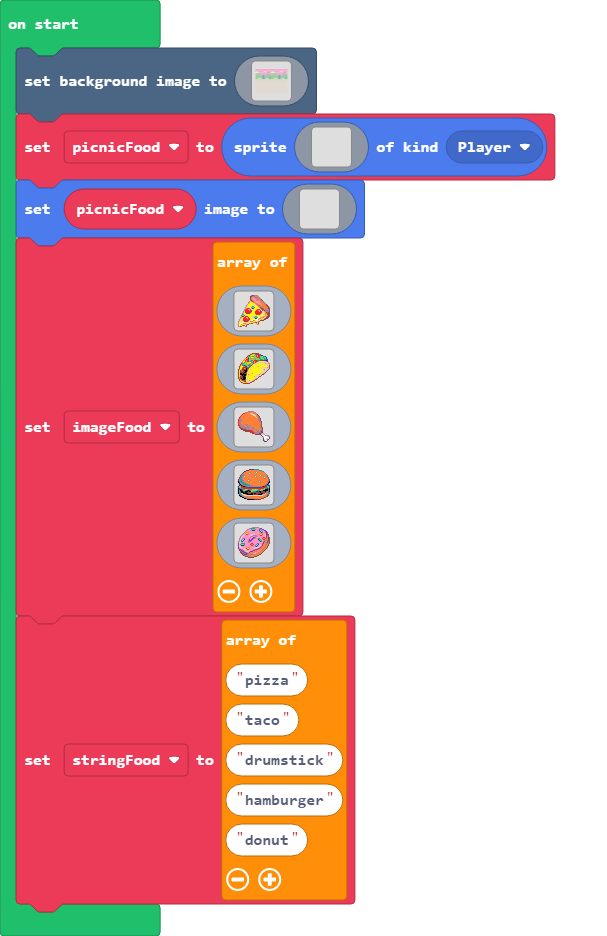 on start
set background image to
set picnicFood to sprite of kind Player
set picnicFood image to
array of
set imageFood to
array of
"pizza"
"taco"
set stringFood to "drumstick"
"hamburger"
"donut"